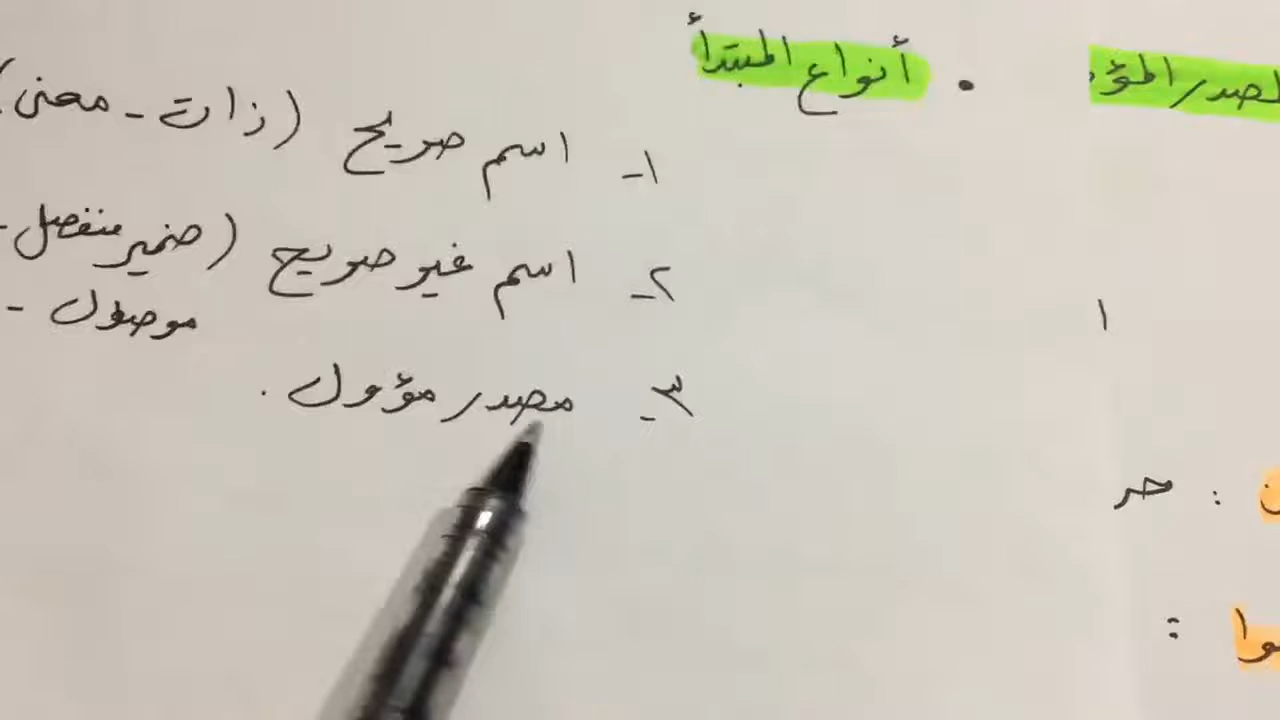 • أنواع المبتدأ
١- اسم صريح (ذات - معنى)
٢- اسم غير صريح (ضمير منفصل -
موصول -
٣- مصدر مؤول .
ا
: حر
: